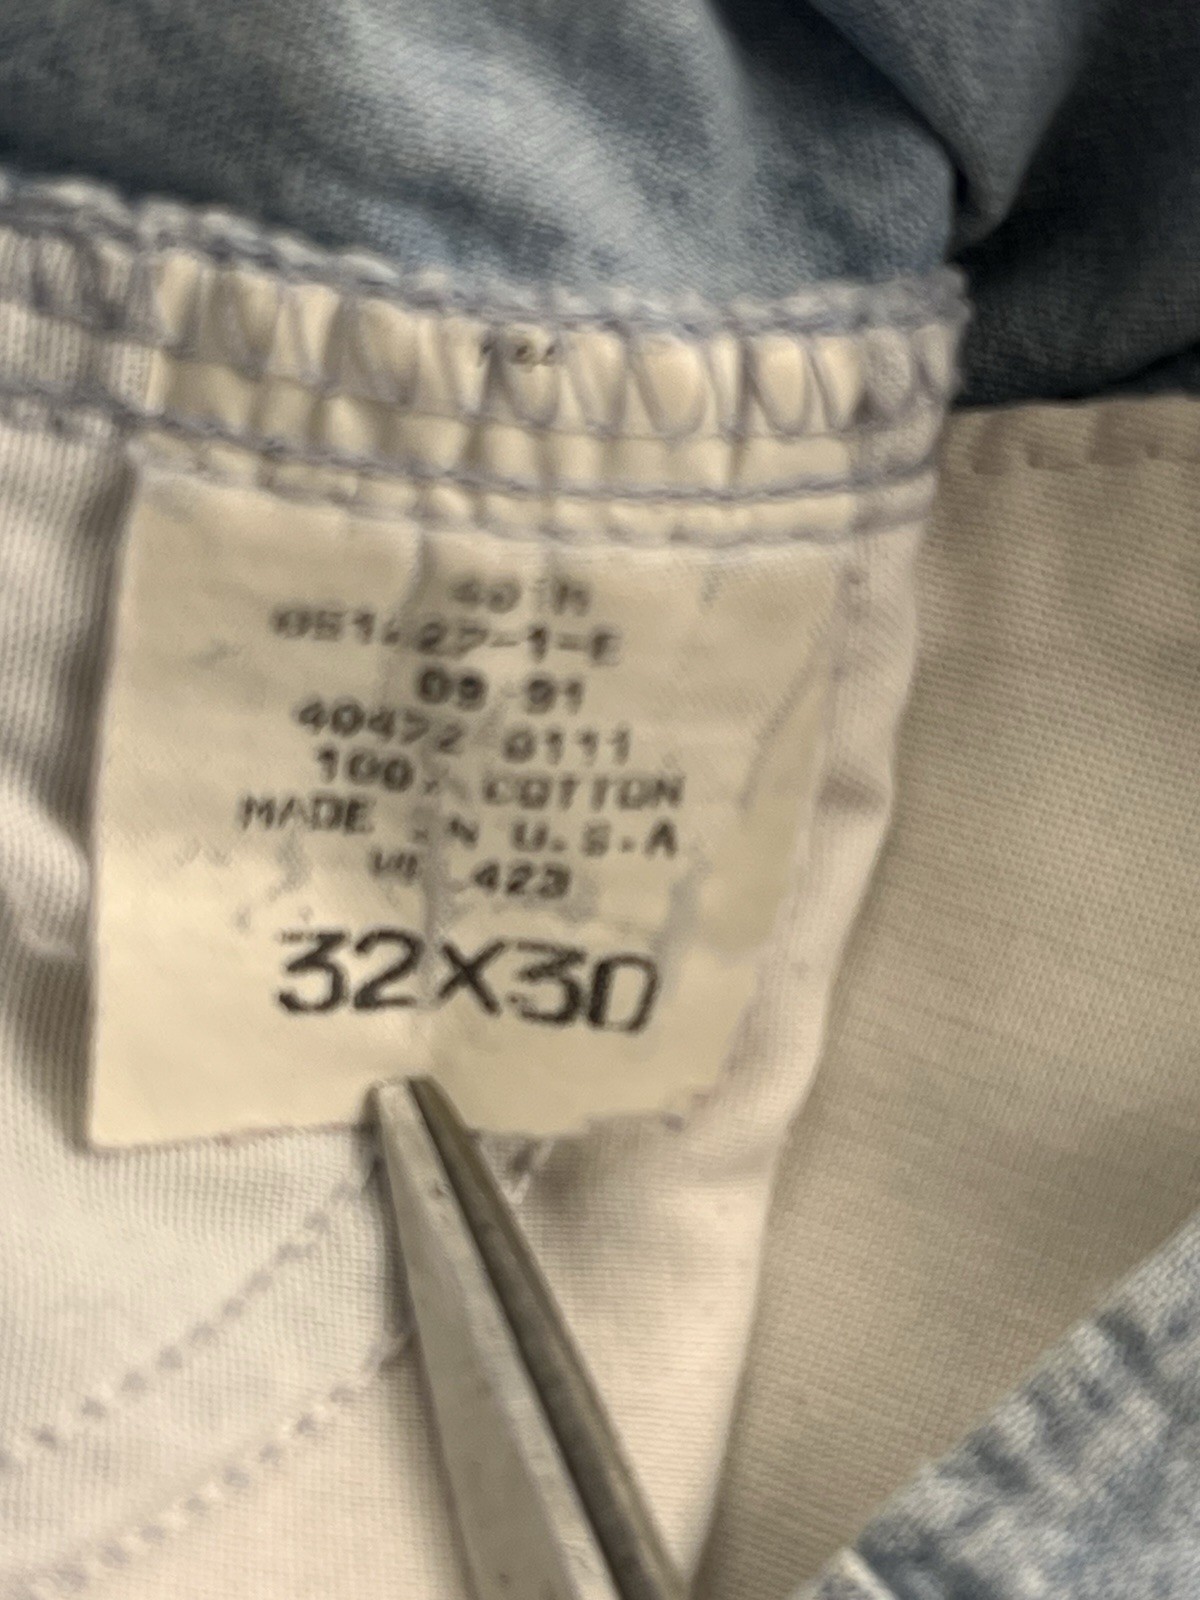 09 91
40472 0111
100% COTTON
MADE IN U.S.A
423
32X30